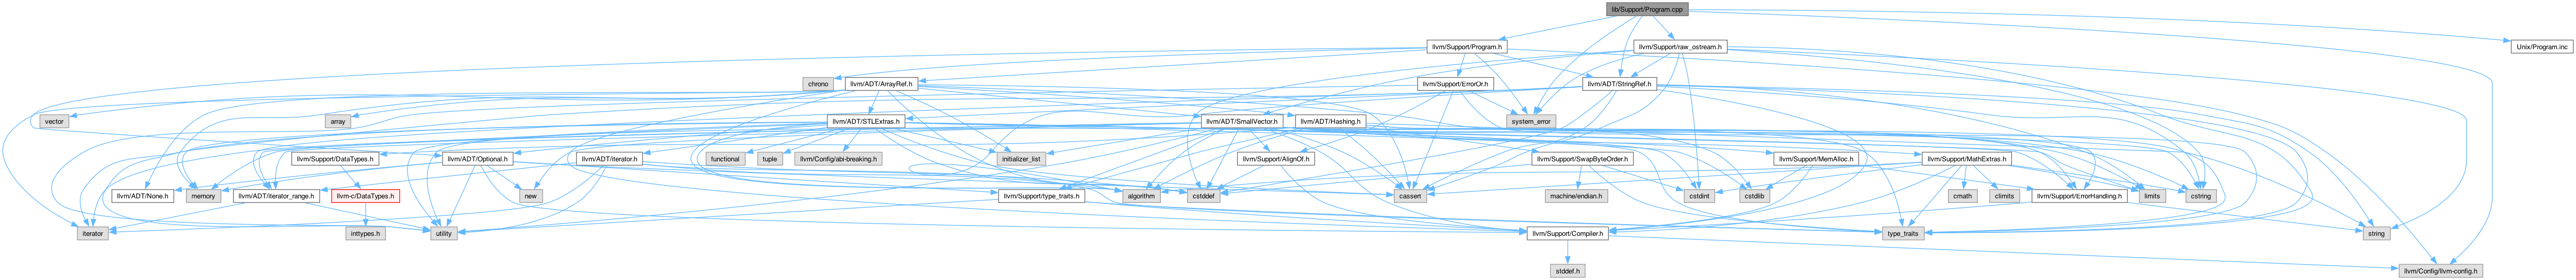 lib/Support/Program.cpp
llvm/Support/Program.h
llvm/Support/raw_ostream.h
Unix/Program.inc
chrono
llvm/ADT/ArrayRef.h
llvm/Support/ErrorOr.h
llvm/ADT/StringRef.h
vector
array
llvm/ADT/STLExtras.h
llvm/ADT/SmallVector.h
llvm/ADT/Hashing.h
system_error
llvm/Support/DataTypes.h
llvm/ADT/Optional.h
llvm/ADT/iterator.h
functional
tuple
llvm/Config/abi-breaking.h
initializer_list
llvm/Support/AlignOf.h
llvm/Support/SwapByteOrder.h
llvm/Support/MemAlloc.h
llvm/Support/MathExtras.h
llvm/ADT/None.h
memory
llvm/ADT/iterator_range.h
llvm-c/DataTypes.h
new
llvm/Support/type_traits.h
algorithm
cstddef
cassert
machine/endian.h
cstdint
cstdlib
cmath
climits
llvm/Support/ErrorHandling.h
limits
cstring
iterator
inttypes.h
utility
llvm/Support/Compiler.h
type_traits
string
stddef.h
llvm/Config/llvm-config.h